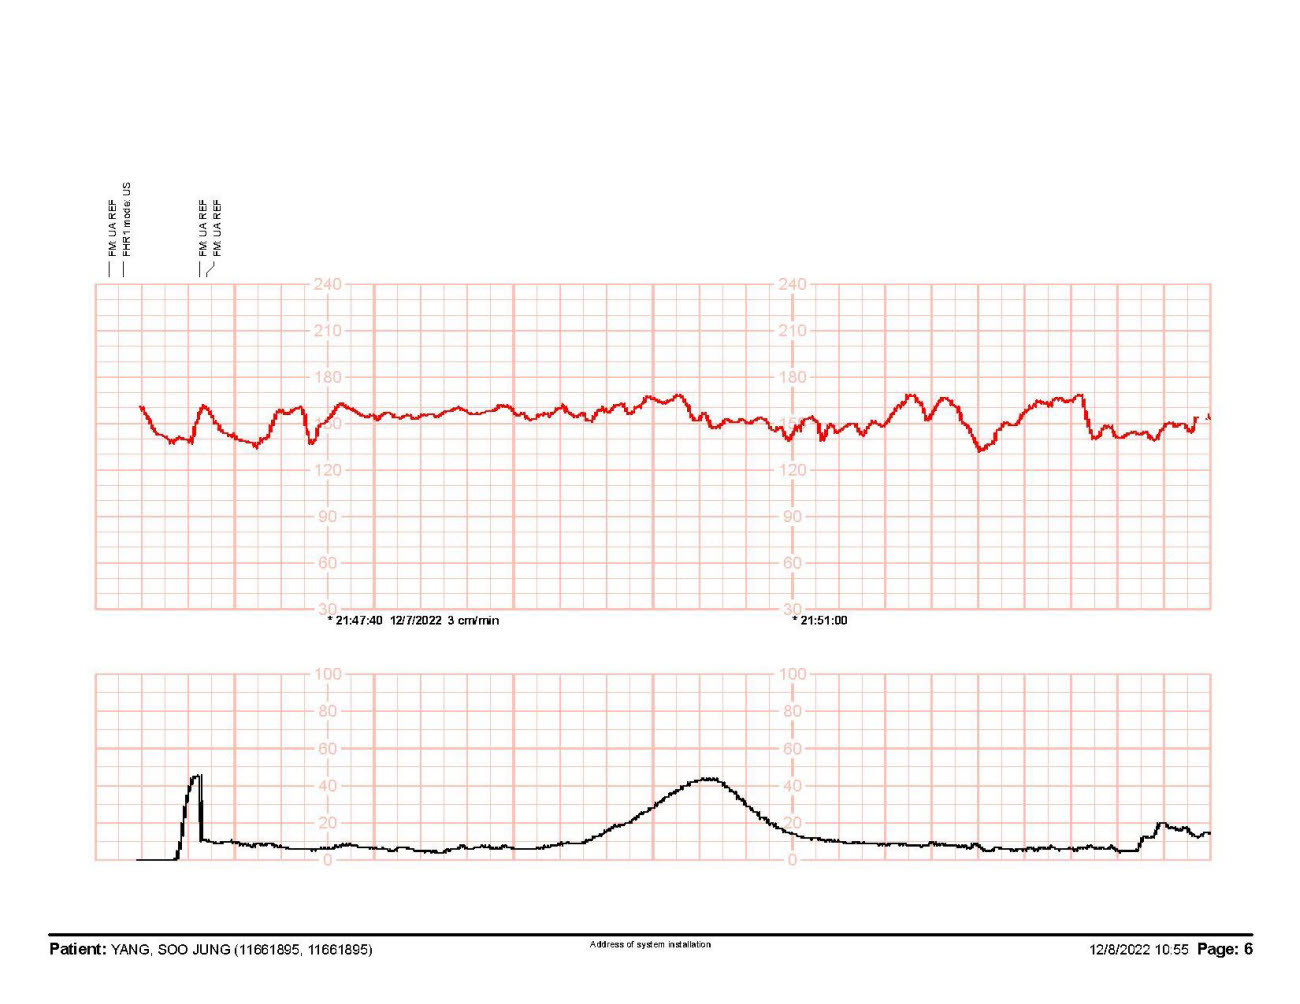 FM: UA REF
FHR1 mode: US
FM: UA REF
FM: UA REF
240 240
210 210
180 180
150 150
120 120
90 90
60 60
30 30
* 21:47:40 12/7/2022 3 cm/min * 21:51:00
100 100
80 80
60 60
40 40
20 20
0 0
Patient: YANG, SOO JUNG (11661895, 11661895) Address of system installation 12/8/2022 10:55 Page: 6